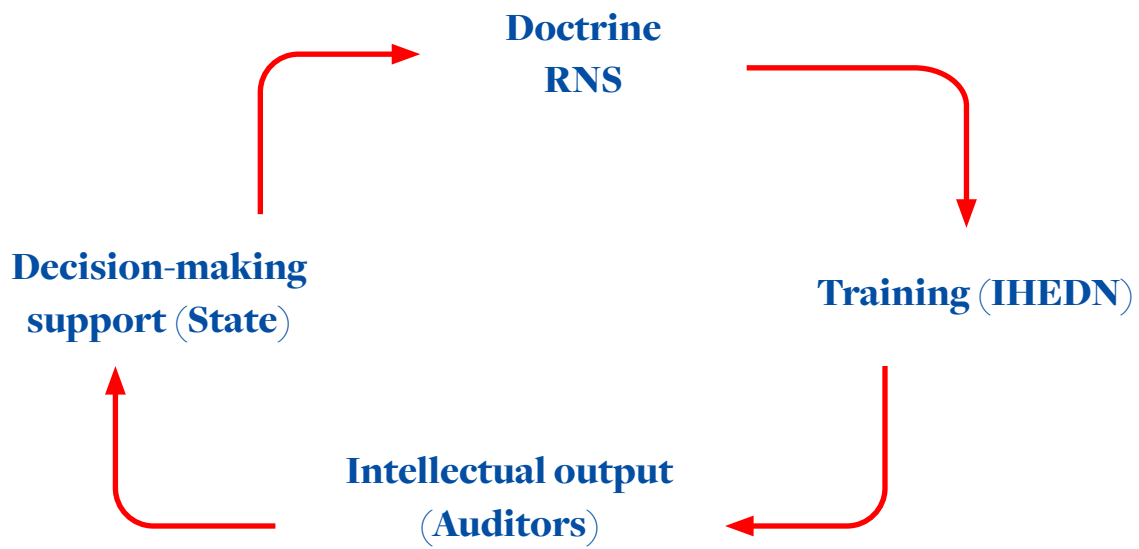 Doctrine
RNS
Training (IHEDN)
Intellectual output
(Auditors)
Decision-making
support (State)